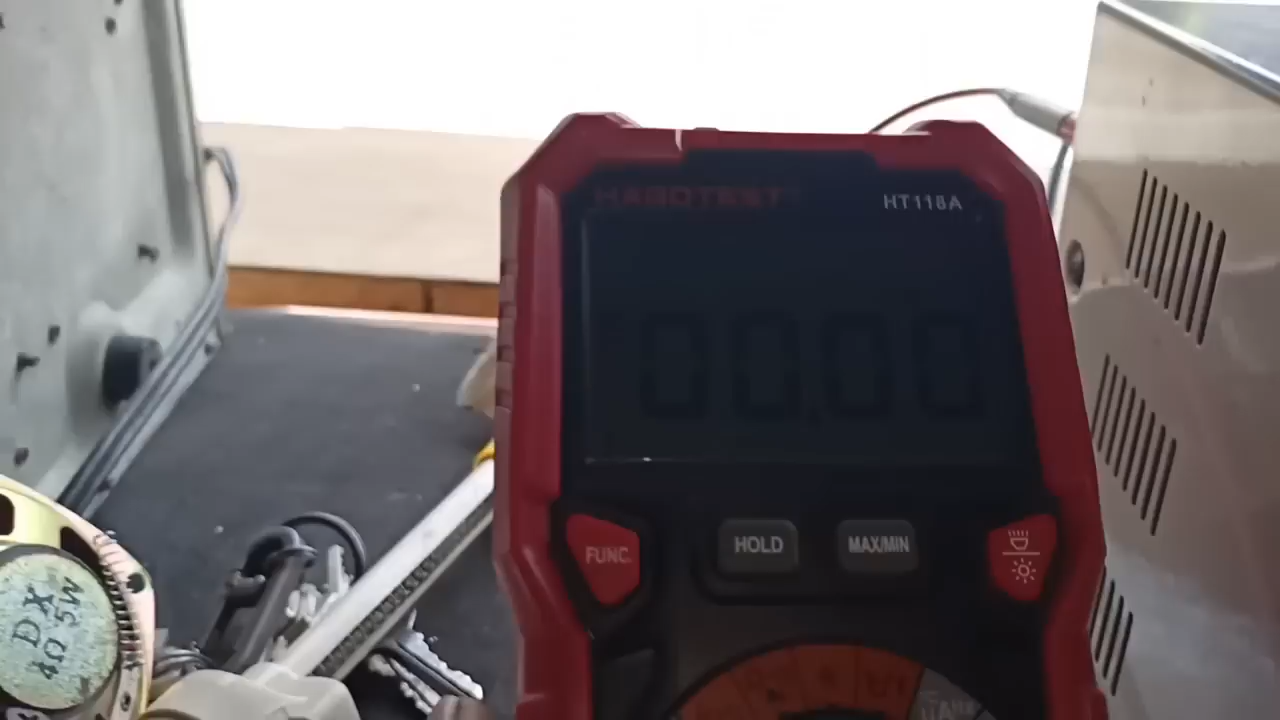 HABOTEST
HT118A
00.00
FUNC.
HOLD
MAX/MIN
DX
4Ω 5W